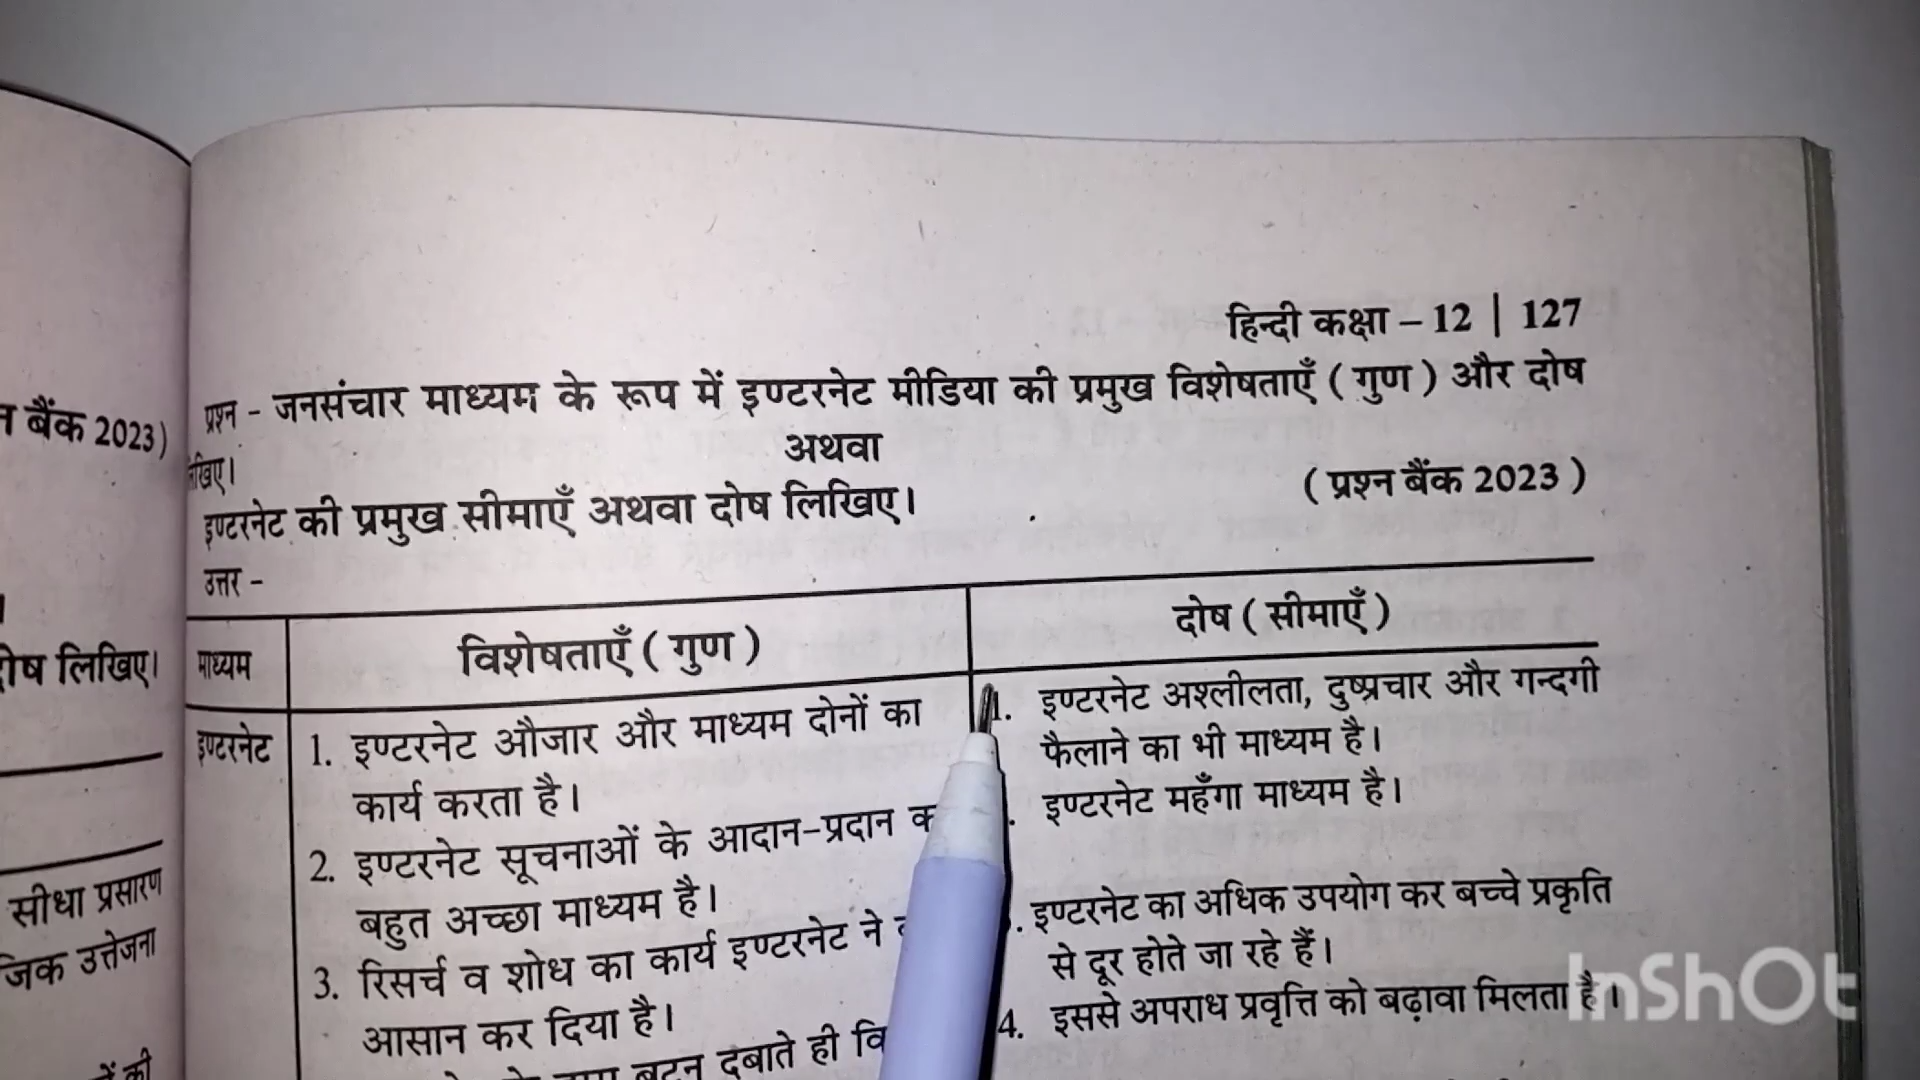 हिन्दी कक्षा – 12 | 127
प्रश्न - जनसंचार माध्यम के रूप में इण्टरनेट मीडिया की प्रमुख विशेषताएँ ( गुण ) और दोष
अथवा
इण्टरनेट की प्रमुख सीमाएँ अथवा दोष लिखिए।
( प्रश्न बैंक 2023 )
उत्तर -
माध्यम
विशेषताएँ ( गुण )
दोष ( सीमाएँ )
इण्टरनेट
1. इण्टरनेट औजार और माध्यम दोनों का
कार्य करता है।
2. इण्टरनेट सूचनाओं के आदान-प्रदान
बहुत अच्छा माध्यम है।
3. रिसर्च व शोध का कार्य इण्टरनेट ने
आसान कर दिया है।
बटन दबाते ही
1. इण्टरनेट अश्लीलता, दुष्प्रचार और गन्दगी
फैलाने का भी माध्यम है।
इण्टरनेट महँगा माध्यम है।
इण्टरनेट का अधिक उपयोग कर बच्चे प्रकृति
से दूर होते जा रहे हैं।
4. इससे अपराध प्रवृत्ति को बढ़ावा मिलता है।
बैंक 2023)
लिखिए।
सीधा प्रसारण
उत्तेजना
InShOt